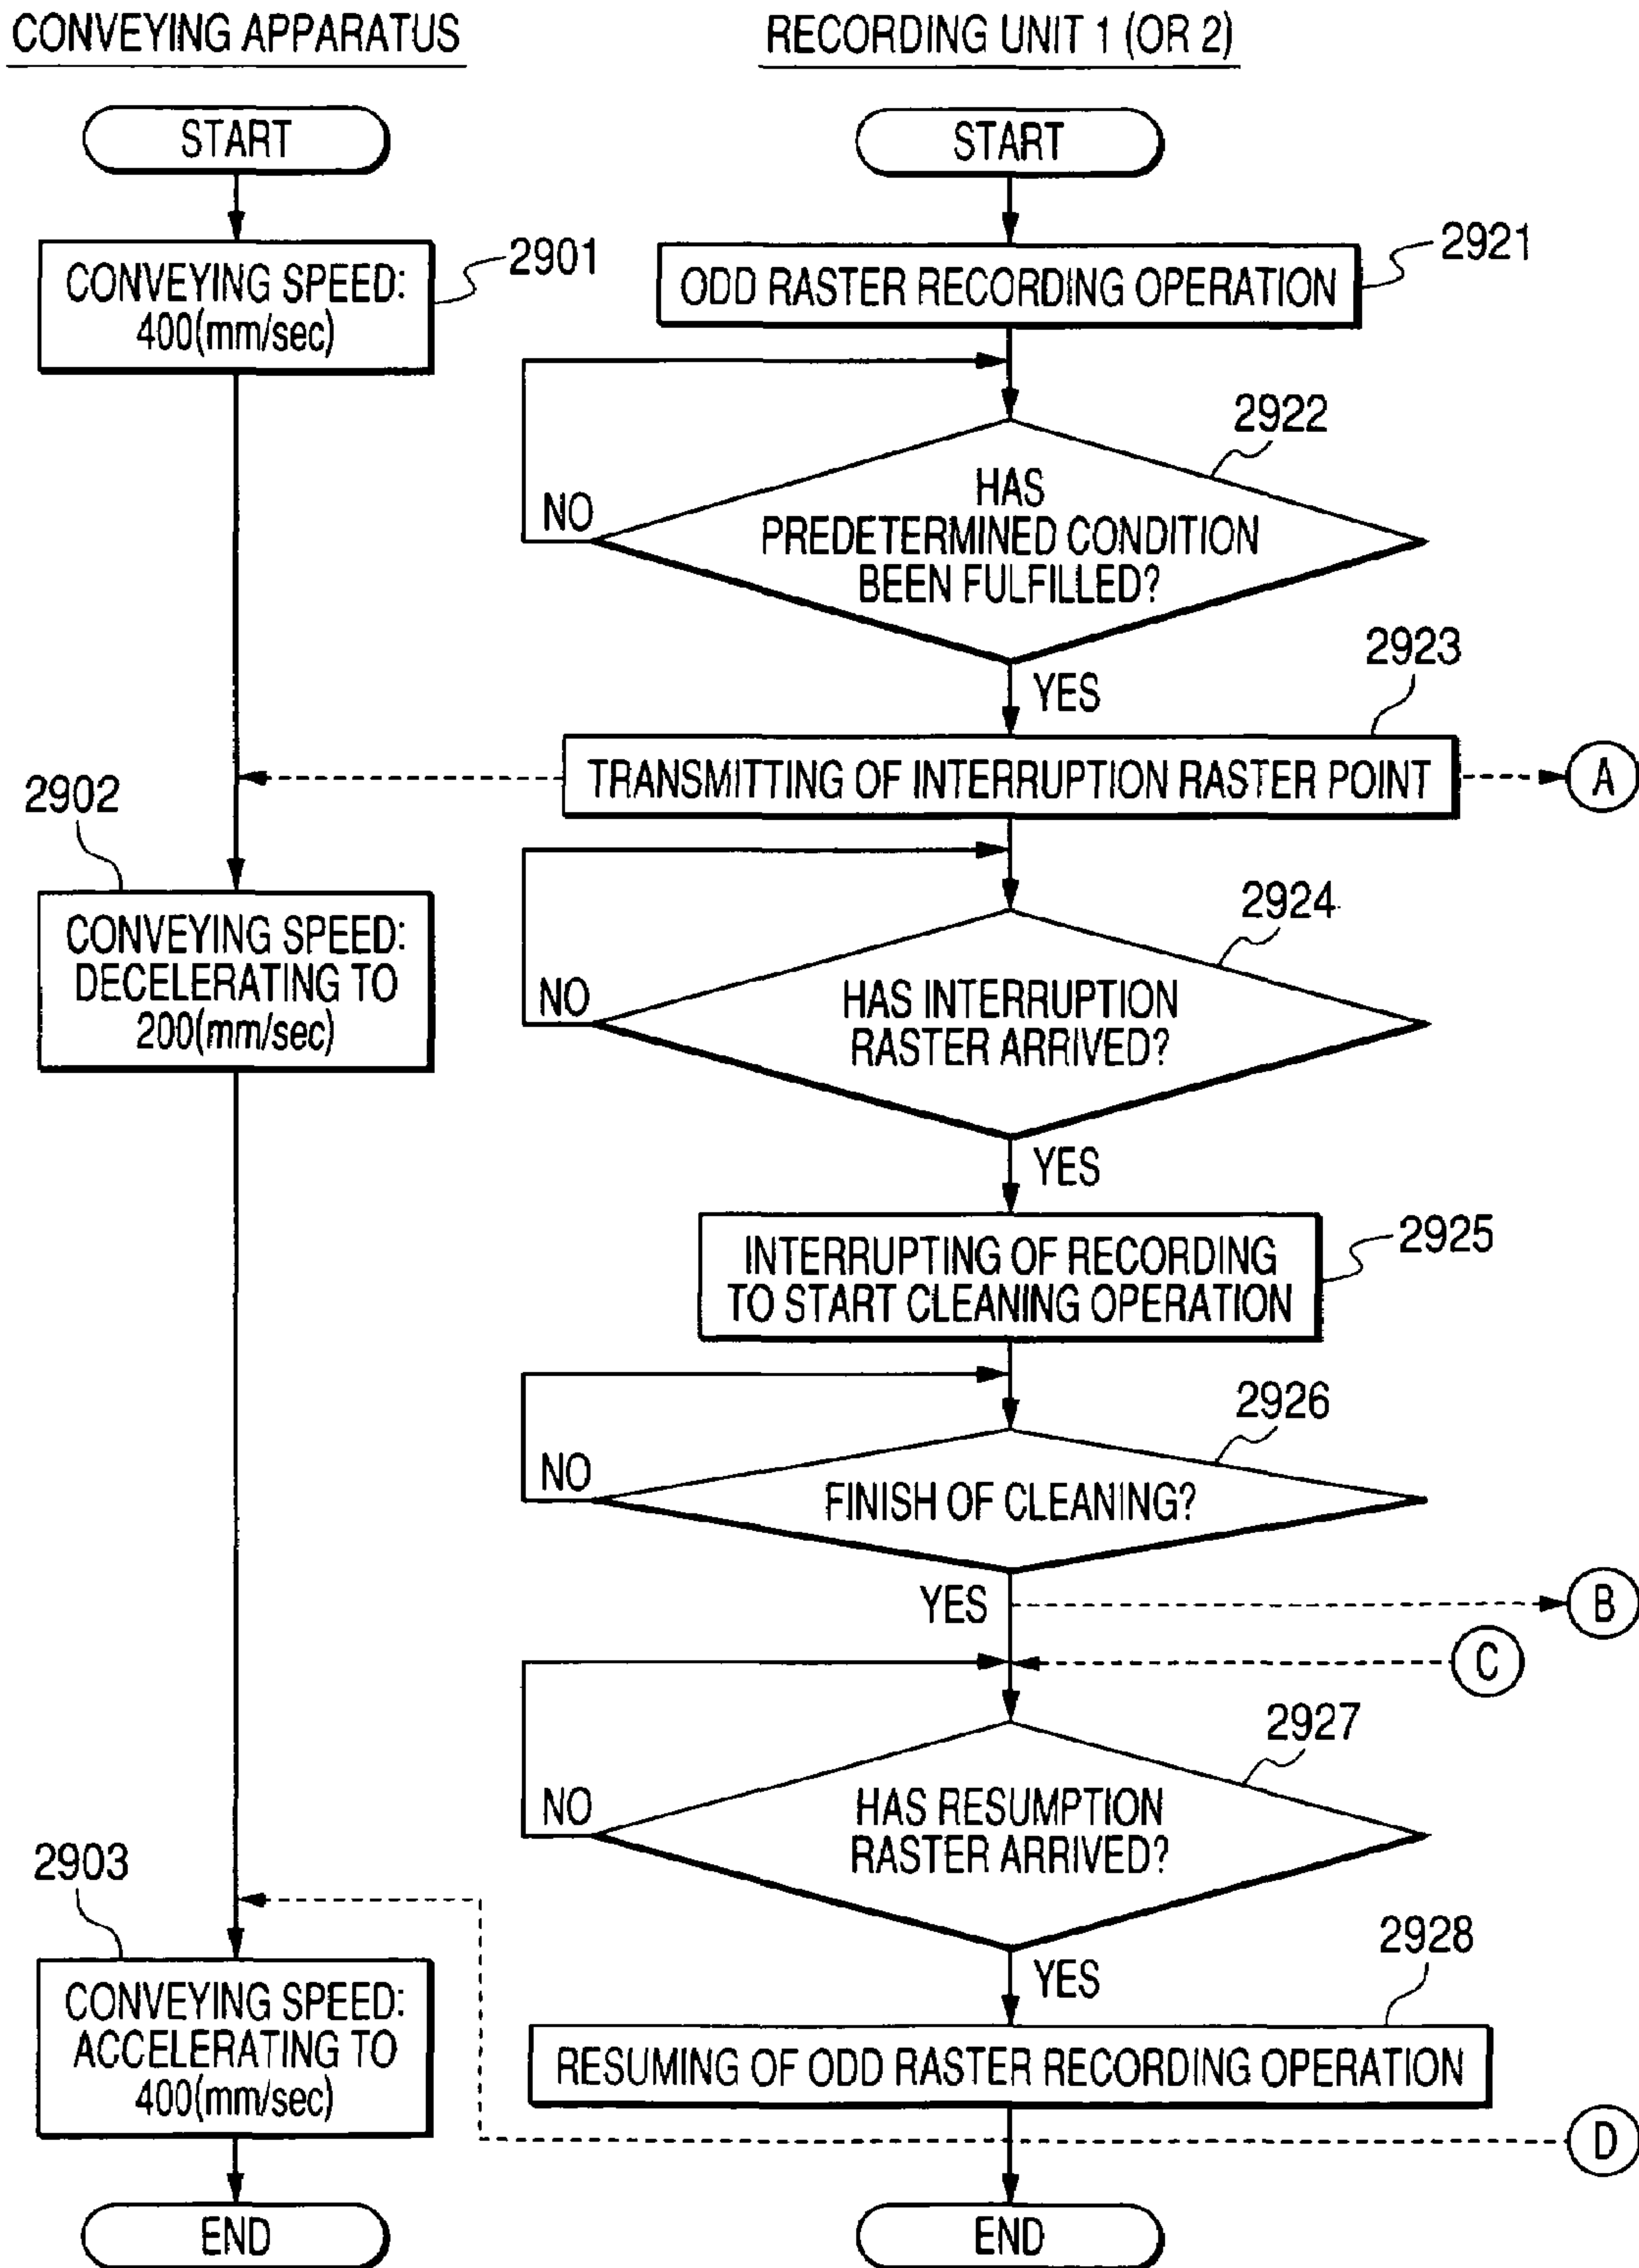 CONVEYING APPARATUS
START
CONVEYING SPEED:
400(mm/sec)
2901
2902
CONVEYING SPEED:
DECELERATING TO
200(mm/sec)
2903
CONVEYING SPEED:
ACCELERATING TO
400(mm/sec)
END
RECORDING UNIT 1 (OR 2)
START
ODD RASTER RECORDING OPERATION
2921
2922
HAS
PREDETERMINED CONDITION
BEEN FULFILLED?
NO
YES
2923
TRANSMITTING OF INTERRUPTION RASTER POINT
A
2924
HAS INTERRUPTION
RASTER ARRIVED?
NO
YES
INTERRUPTING OF RECORDING
TO START CLEANING OPERATION
2925
2926
FINISH OF CLEANING?
NO
YES
B
C
2927
HAS RESUMPTION
RASTER ARRIVED?
NO
YES
2928
RESUMING OF ODD RASTER RECORDING OPERATION
D
END